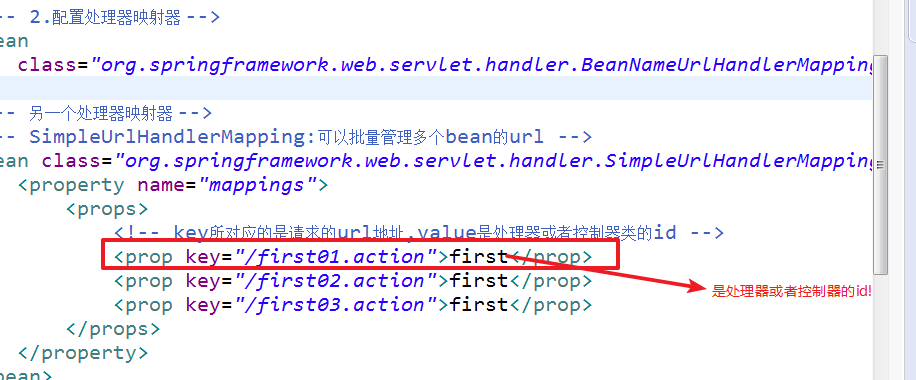 -- 2.配置处理器映射器 -->
ean
class="org.springframework.web.servlet.handler.BeanNameUrlHandlerMapping
-- 另一个处理器映射器 -->
-- SimpleUrlHandlerMapping:可以批量管理多个bean的url -->
ean class="org.springframework.web.servlet.handler.SimpleUrlHandlerMapping
<property name="mappings">
<props>
<!-- key所对应的是请求的url地址,value是处理器或者控制器类的id -->
<prop key="/first01.action">first</prop>
<prop key="/first02.action">first</prop>
是处理器或者控制器的id!
<prop key="/first03.action">first</prop>
</props>
</property>
ean>